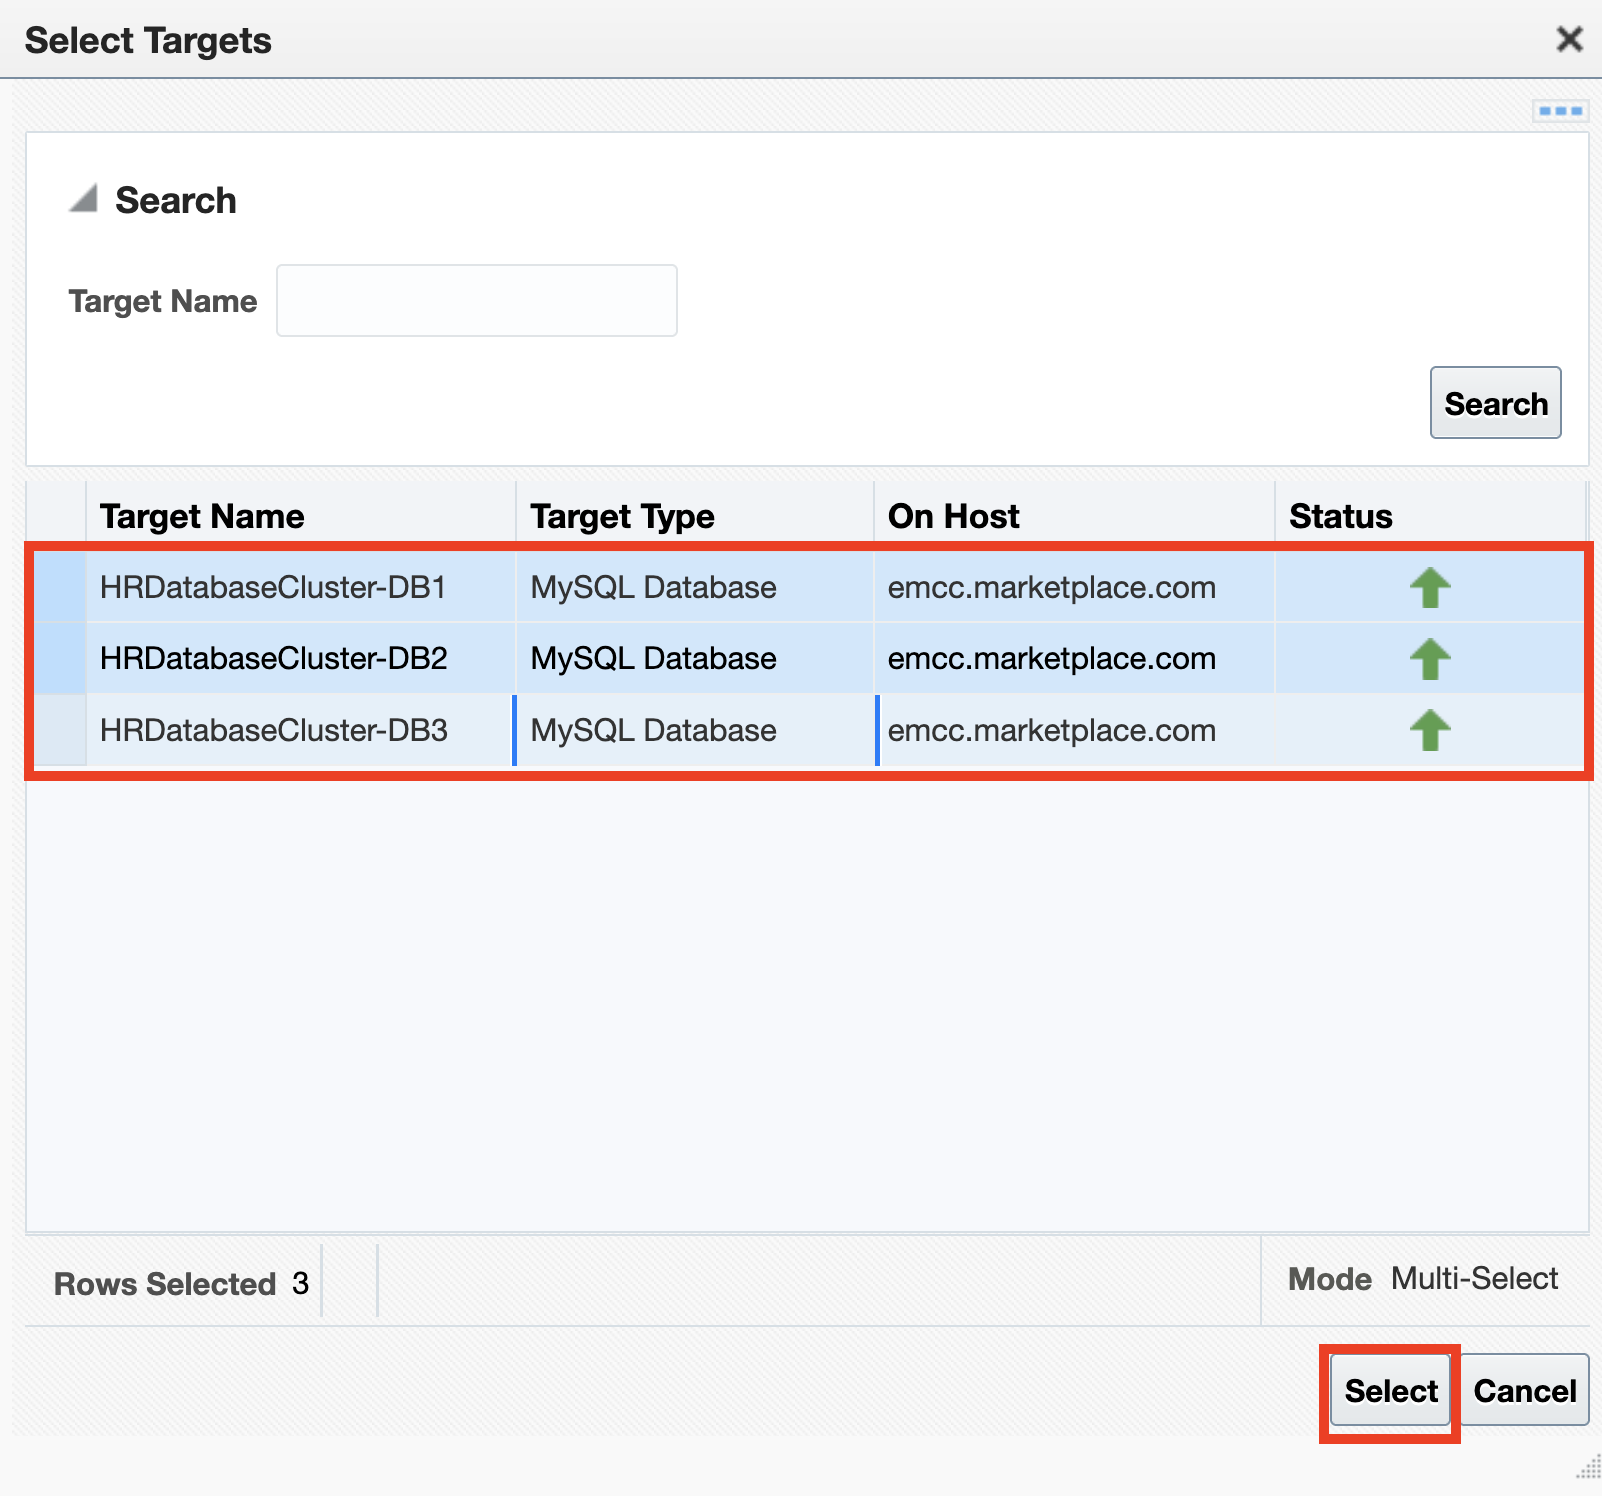 Select Targets
Search
Target Name
Search
Target Name Target Type On Host Status
HRDatabaseCluster-DB1 MySQL Database emcc.marketplace.com
HRDatabaseCluster-DB2 MySQL Database emcc.marketplace.com
HRDatabaseCluster-DB3 MySQL Database emcc.marketplace.com
Rows Selected 3 Mode Multi-Select
Select Cancel